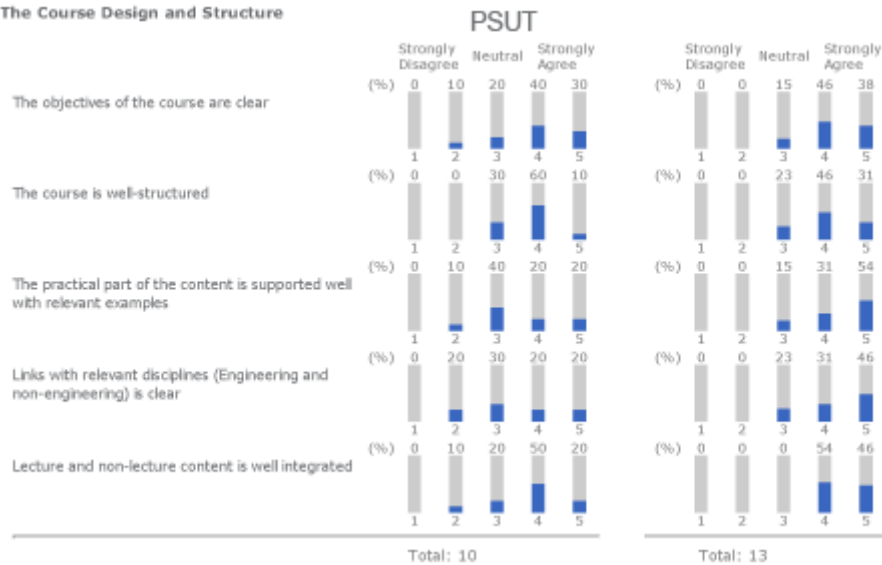 The Course Design and Structure
PSUT
Strongly Disagree Neutral Strongly Agree Strongly Disagree Neutral Strongly Agree
(%) 0 10 20 40 30 (%) 0 0 15 46 38
The objectives of the course are clear
1 2 3 4 5 1 2 3 4 5
(%) 0 0 30 60 10 (%) 0 0 23 46 31
The course is well-structured
1 2 3 4 5 1 2 3 4 5
(%) 0 10 40 20 20 (%) 0 0 15 31 54
The practical part of the content is supported well
with relevant examples
1 2 3 4 5 1 2 3 4 5
(%) 0 20 30 20 20 (%) 0 0 23 31 46
Links with relevant disciplines (Engineering and
non-engineering) is clear
1 2 3 4 5 1 2 3 4 5
(%) 0 10 20 50 20 (%) 0 0 0 54 46
Lecture and non-lecture content is well integrated
1 2 3 4 5 1 2 3 4 5
Total: 10 Total: 13